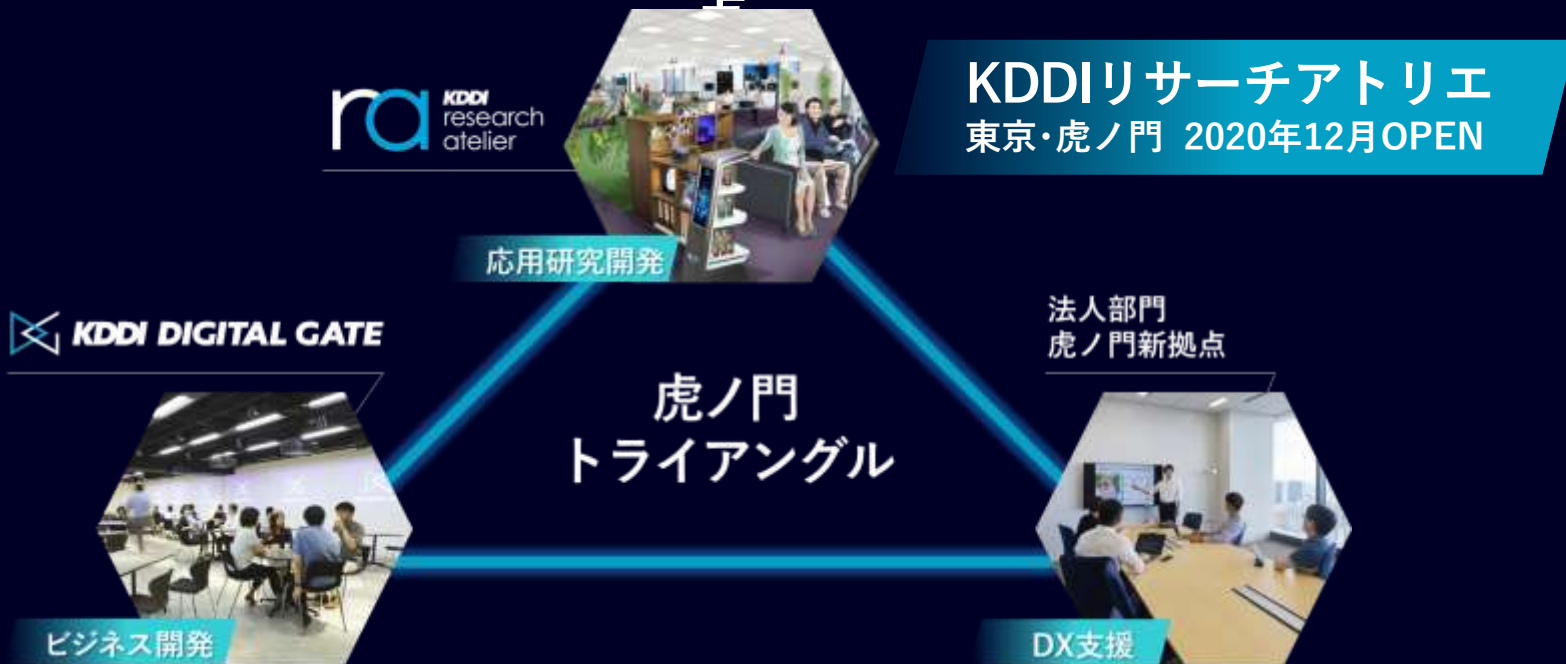 KDDI
research
atelier
KDDIリサーチアトリエ
東京・虎ノ門 2020年12月OPEN
応用研究開発
KDDI DIGITAL GATE
法人部門
虎ノ門新拠点
虎ノ門
トライアングル
ビジネス開発
DX支援